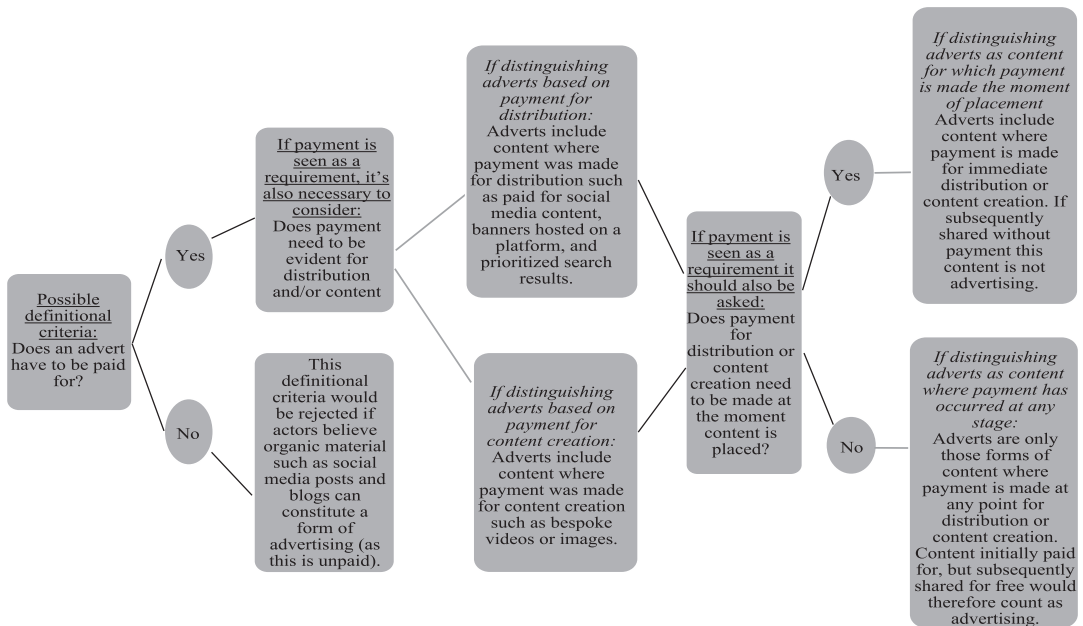 Possible
definitional
criteria:
Does an advert
have to be paid
for?
Yes
No
If payment is
seen as a
requirement, it's
also necessary to
consider:
Does payment
need to be
evident for
distribution
and/or content
This
definitional
criteria would
be rejected if
actors believe
organic material
such as social
media posts and
blogs can
constitute a
form of
advertising (as
this is unpaid).
If distinguishing
adverts based on
payment for
distribution:
Adverts include
content where
payment was made
for distribution such
as paid for social
media content,
banners hosted on a
platform, and
prioritized search
results.
If distinguishing
adverts based on
payment for
content creation:
Adverts include
content where
payment was made
for content creation
such as bespoke
videos or images.
If payment is
seen as a
requirement it
should also be
asked:
Does payment
for
distribution or
content
creation need
to be made at
the moment
content is
placed?
Yes
No
If distinguishing
adverts as content
for which payment
is made the moment
of placement
Adverts include
content where
payment is made
for immediate
distribution or
content creation. If
subsequently
shared without
payment this
content is not
advertising.
If distinguishing
adverts as content
where payment has
occurred at any
stage:
Adverts are only
those forms of
content where
payment is made at
any point for
distribution or
content creation.
Content initially paid
for, but subsequently
shared for free would
therefore count as
advertising.